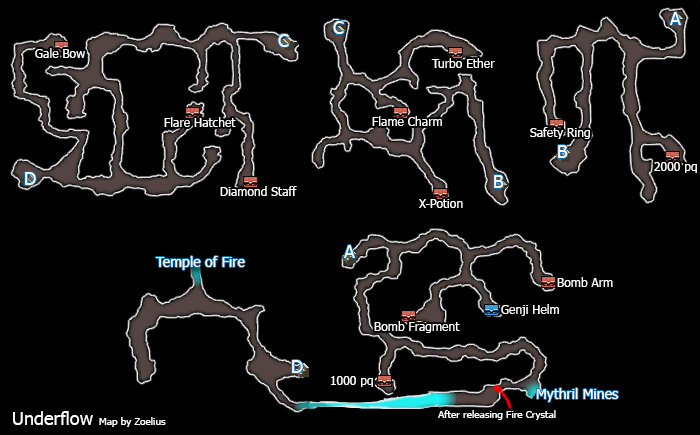 C
C
A
Gale Bow
Turbo Ether
Flare Hatchet
Flame Charm
Safety Ring
B
2000 pq
D
Diamond Staff
B
X-Potion
Temple of Fire
A
Bomb Arm
Genji Helm
Bomb Fragment
D
1000 pq
Mythril Mines
After releasing Fire Crystal
Underflow Map by Zoelius